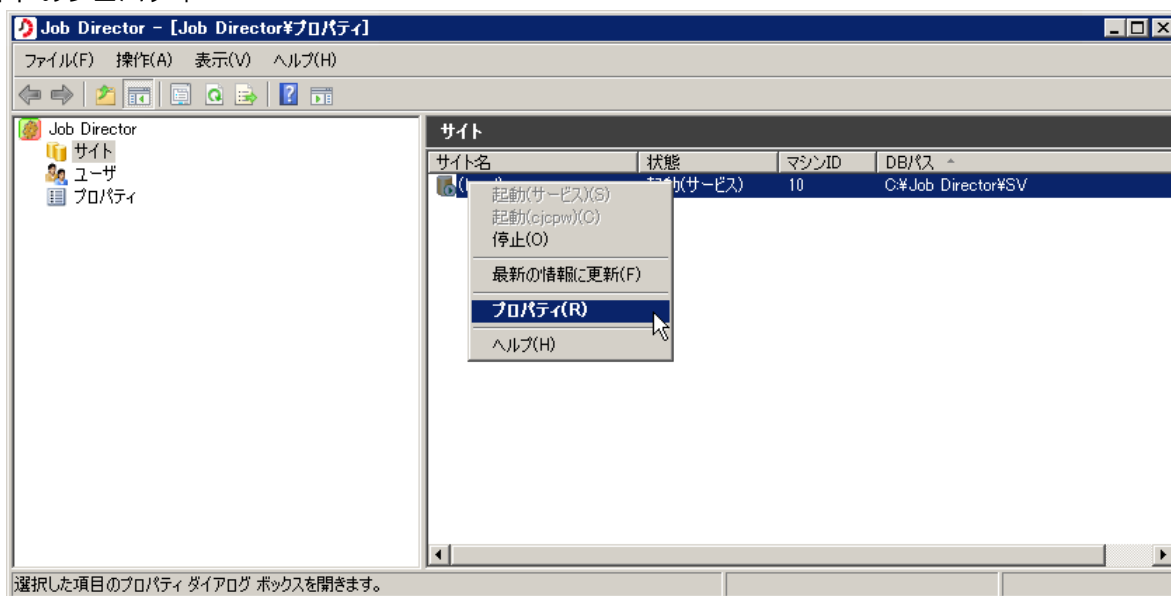 Job Director - [Job Director¥プロパティ]
ファイル(F) 操作(A) 表示(V) ヘルプ(H)
Job Director
サイト
ユーザ
プロパティ
サイト
サイト名 状態 マシンID DBパス
(サービス) 10 C:¥Job Director¥SV
起動(サービス)(S)
起動(cjcpw)(C)
停止(O)
最新の情報に更新(F)
プロパティ(R)
ヘルプ(H)
選択した項目のプロパティ ダイアログ ボックスを開きます。